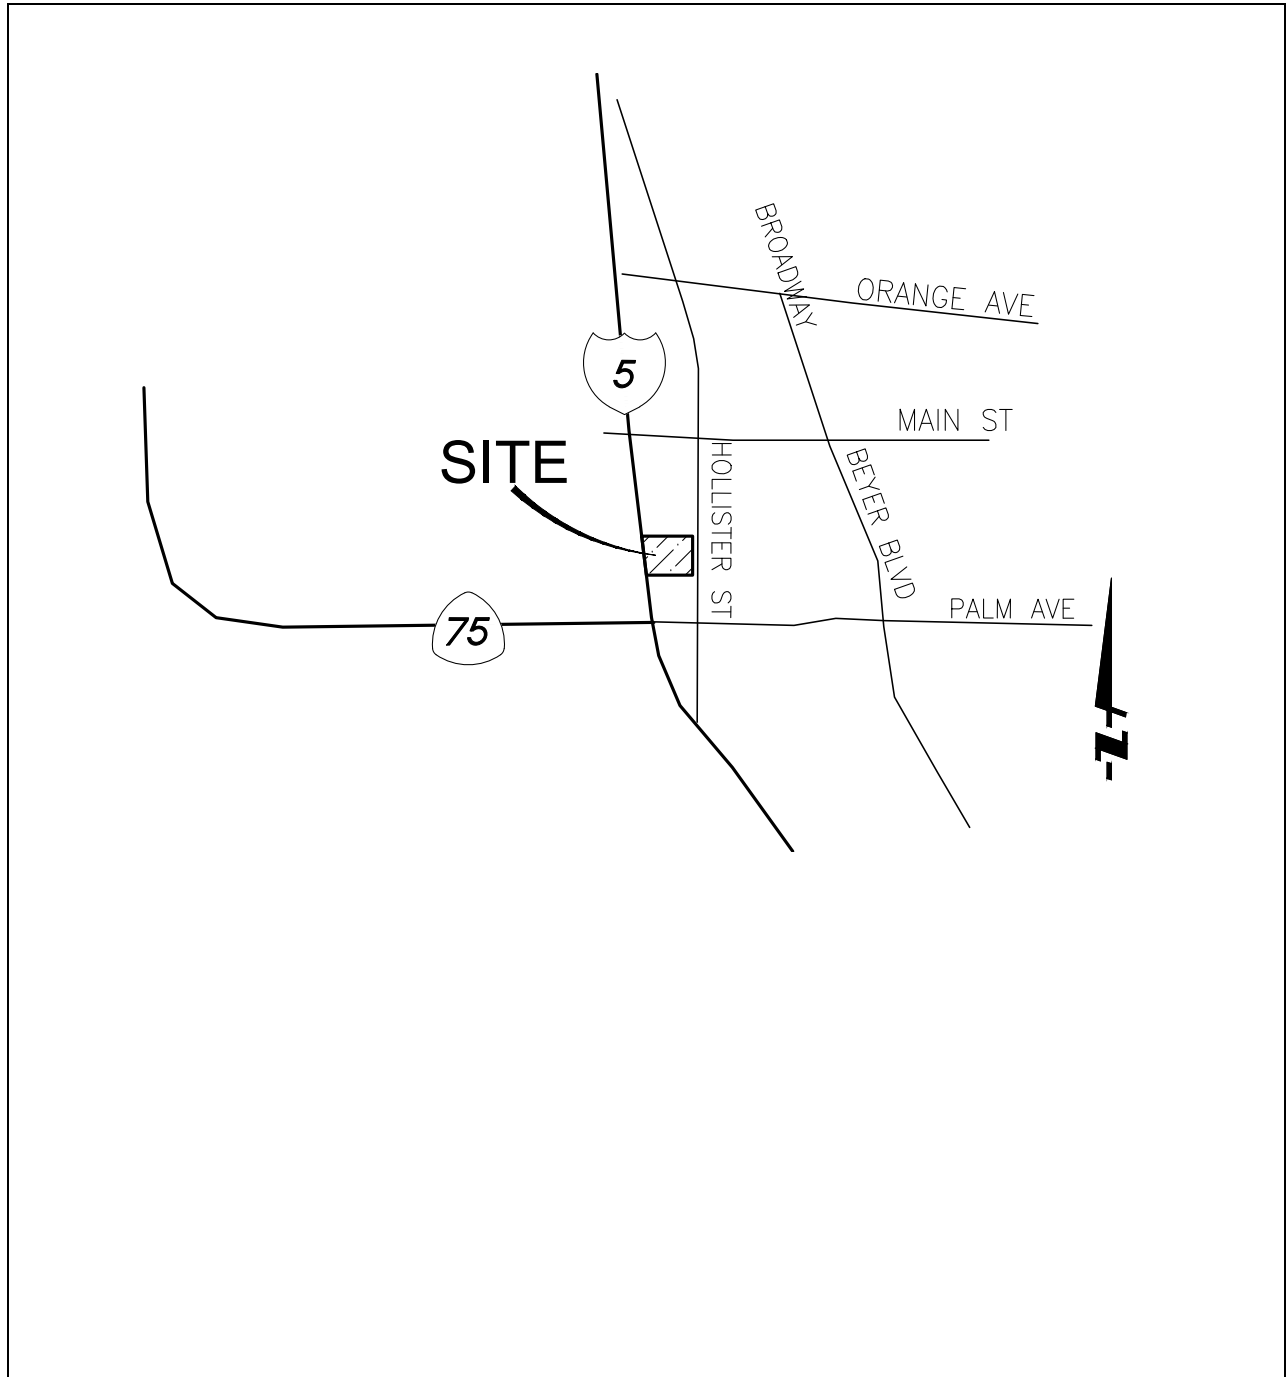 BROADWAY
ORANGE AVE
5
MAIN ST
SITE
HOLLISTER ST
BEYER BLVD
PALM AVE
75
N